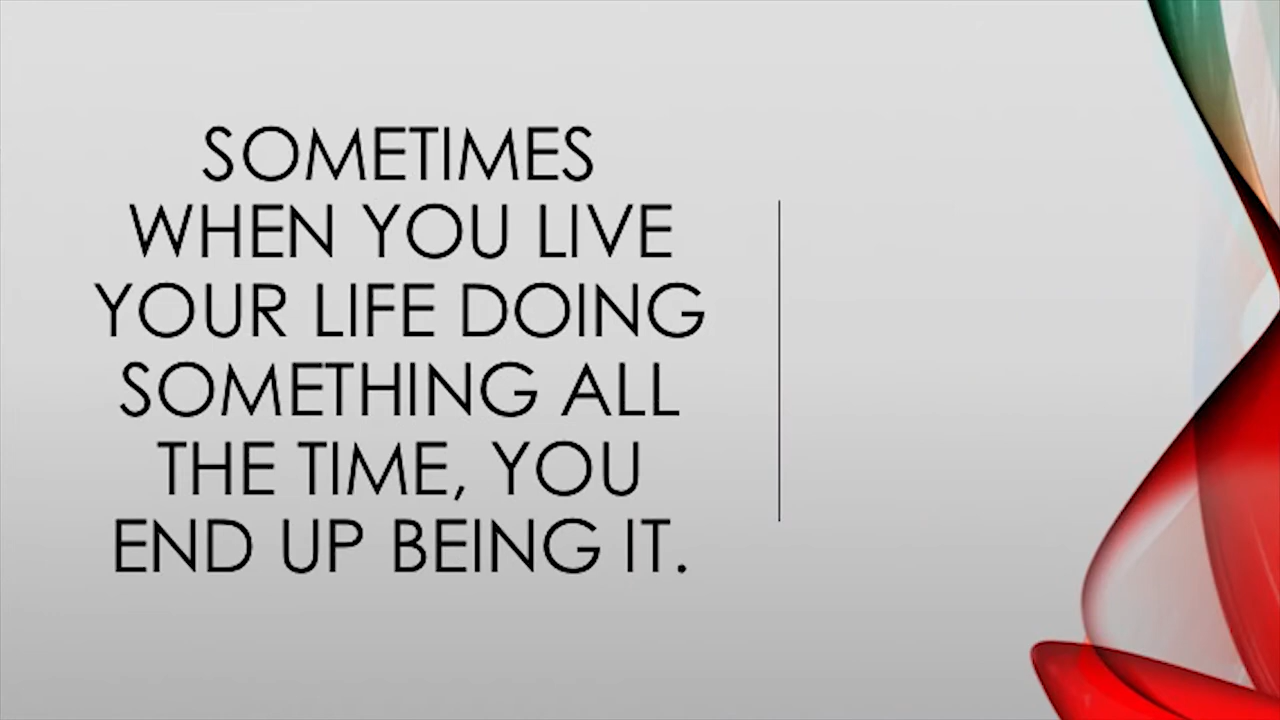 SOMETIMES
WHEN YOU LIVE
YOUR LIFE DOING
SOMETHING ALL
THE TIME, YOU
END UP BEING IT.